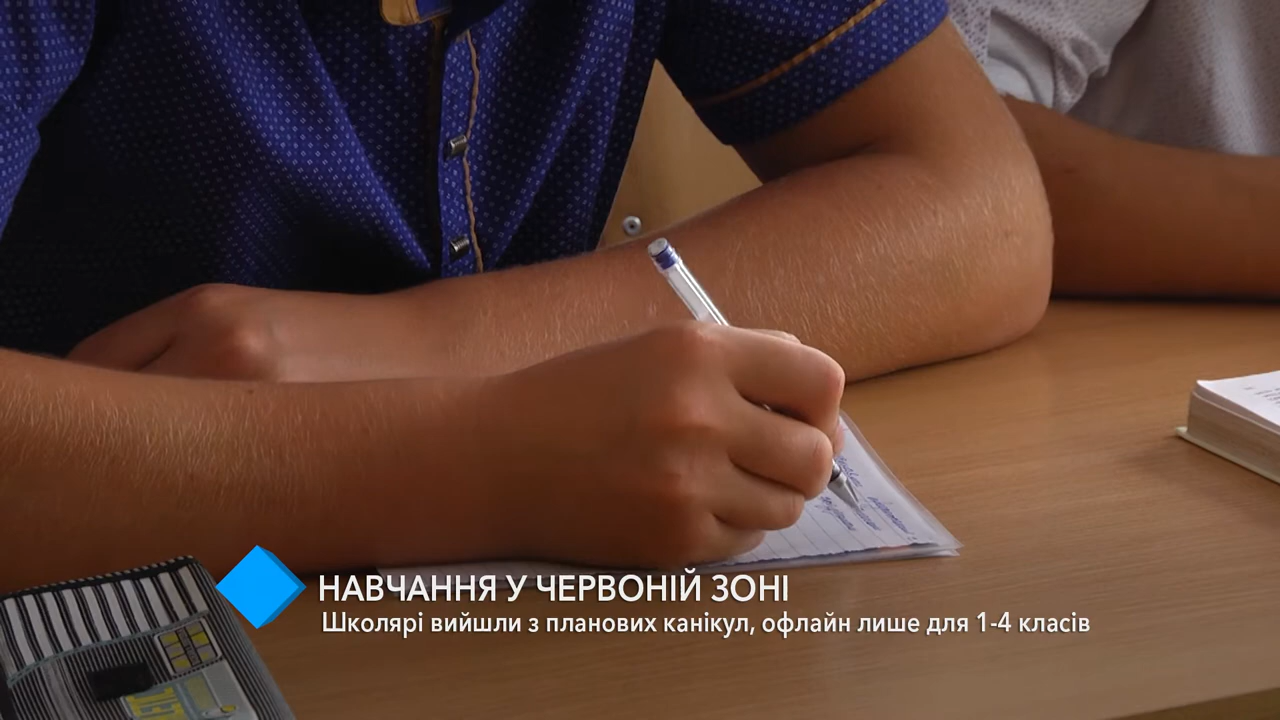 НАВЧАННЯ У ЧЕРВОНІЙ ЗОНІ
Школярі вийшли з планових канікул, офлайн лише для 1-4 класів